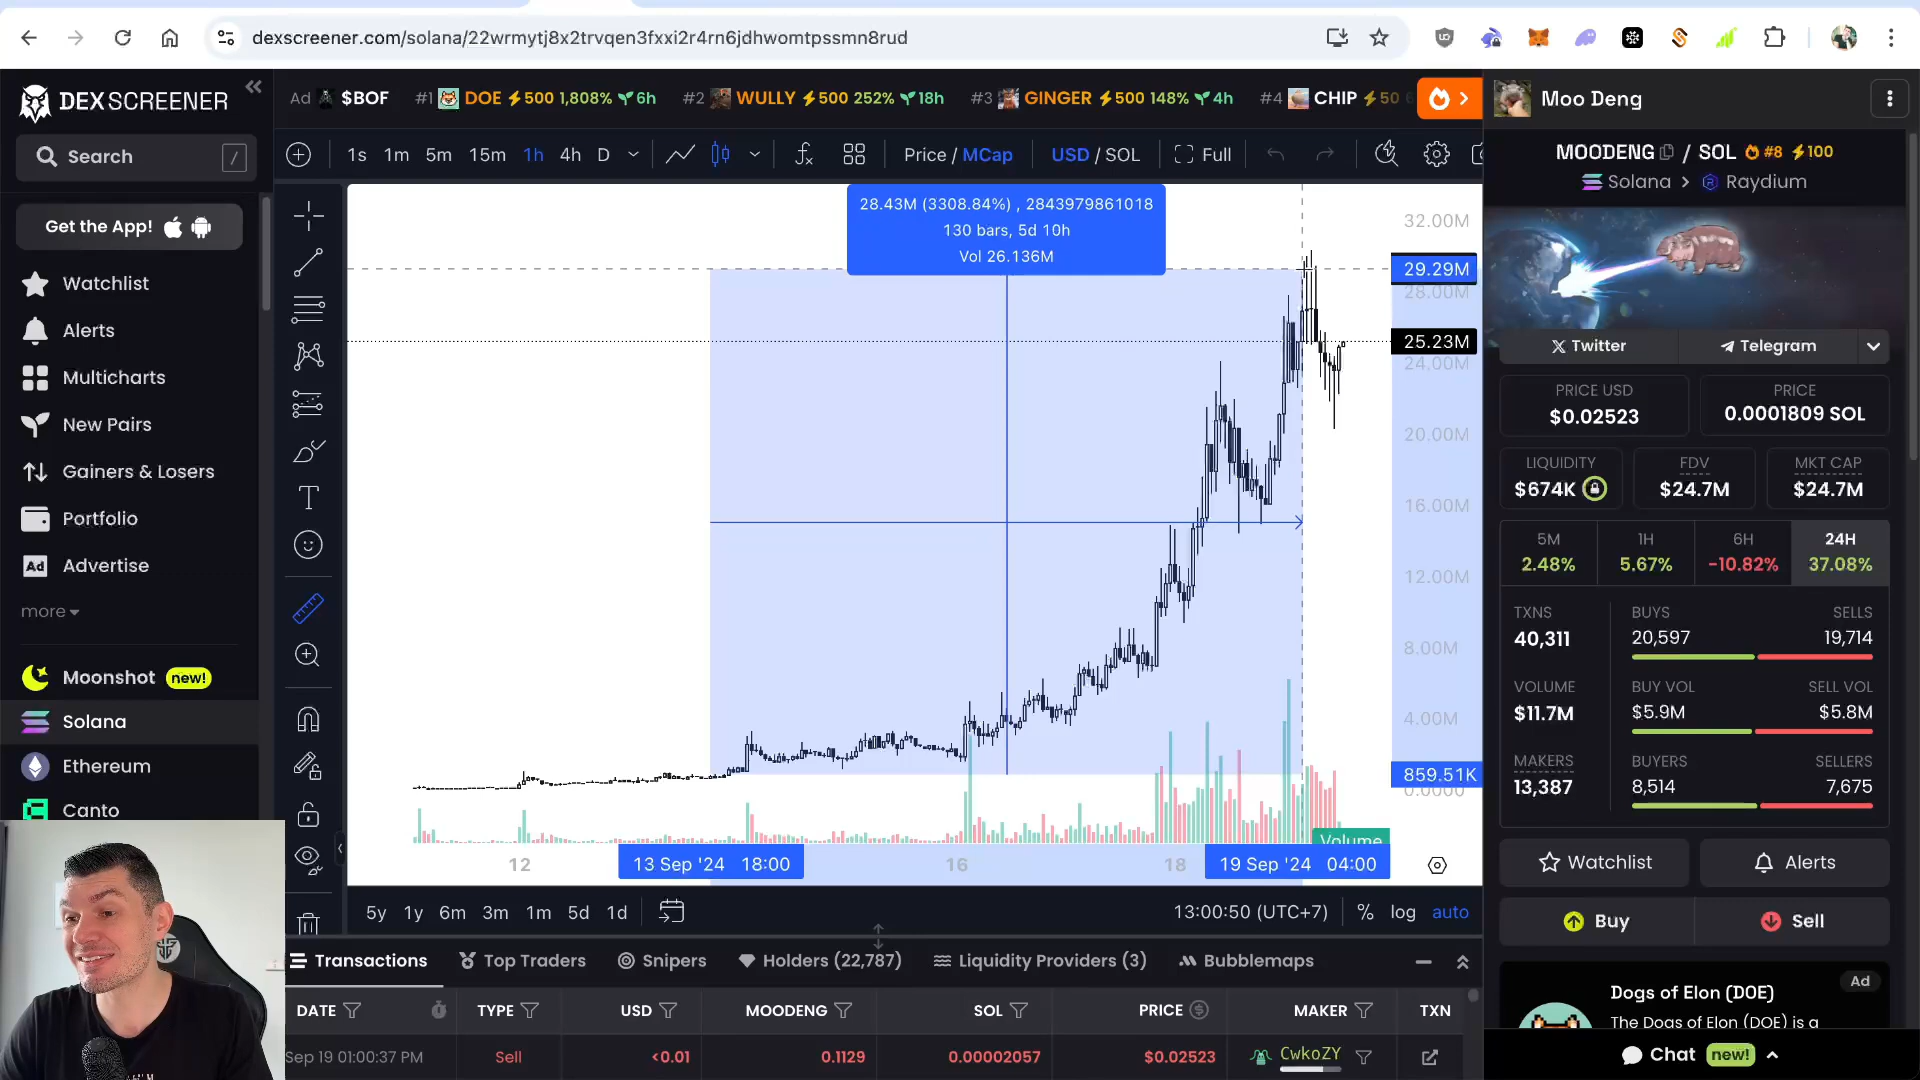 dexscreener.com/solana/22wrmytj8x2trvqen3fxxi2r4rn6jdhwomtpssmn8rud
DEXSCREENER
Ad $BOF #1 DOE 500 1,808% 6h #2 WULLY 500 252% 18h #3 GINGER 500 148% 4h #4 CHIP 50
Moo Deng
Search /
1s 1m 5m 15m 1h 4h D Price / MCap USD / SOL Full
MOODENG / SOL #8 100
Solana > Raydium
Get the App!
Watchlist
Alerts
Multicharts
New Pairs
Gainers & Losers
Portfolio
Ad Advertise
more
Moonshot new!
Solana
Ethereum
Canto
28.43M (3308.84%) , 2843979861018
130 bars, 5d 10h
Vol 26.136M
32.00M
29.29M
28.00M
25.23M
24.00M
20.00M
16.00M
12.00M
8.00M
4.00M
859.51K
0.0000
Volume
12 13 Sep '24 18:00 16 18 19 Sep '24 04:00
5y 1y 6m 3m 1m 5d 1d 13:00:50 (UTC+7) % log auto
Twitter Telegram
PRICE USD
$0.02523
PRICE
0.0001809 SOL
LIQUIDITY
$674K
FDV
$24.7M
MKT CAP
$24.7M
5M 1H 6H 24H
2.48% 5.67% -10.82% 37.08%
TXNS
40,311
BUYS SELLS
20,597 19,714
VOLUME
$11.7M
BUY VOL SELL VOL
$5.9M $5.8M
MAKERS
13,387
BUYERS SELLERS
8,514 7,675
Watchlist Alerts
Buy Sell
Ad
Dogs of Elon (DOE)
The Dogs of Elon (DOE) is a
Chat new!
Transactions Top Traders Snipers Holders (22,787) Liquidity Providers (3) Bubblemaps
DATE TYPE USD MOODENG SOL PRICE MAKER TXN
Sep 19 01:00:37 PM Sell <0.01 0.1129 0.00002057 $0.02523 CwkoZY